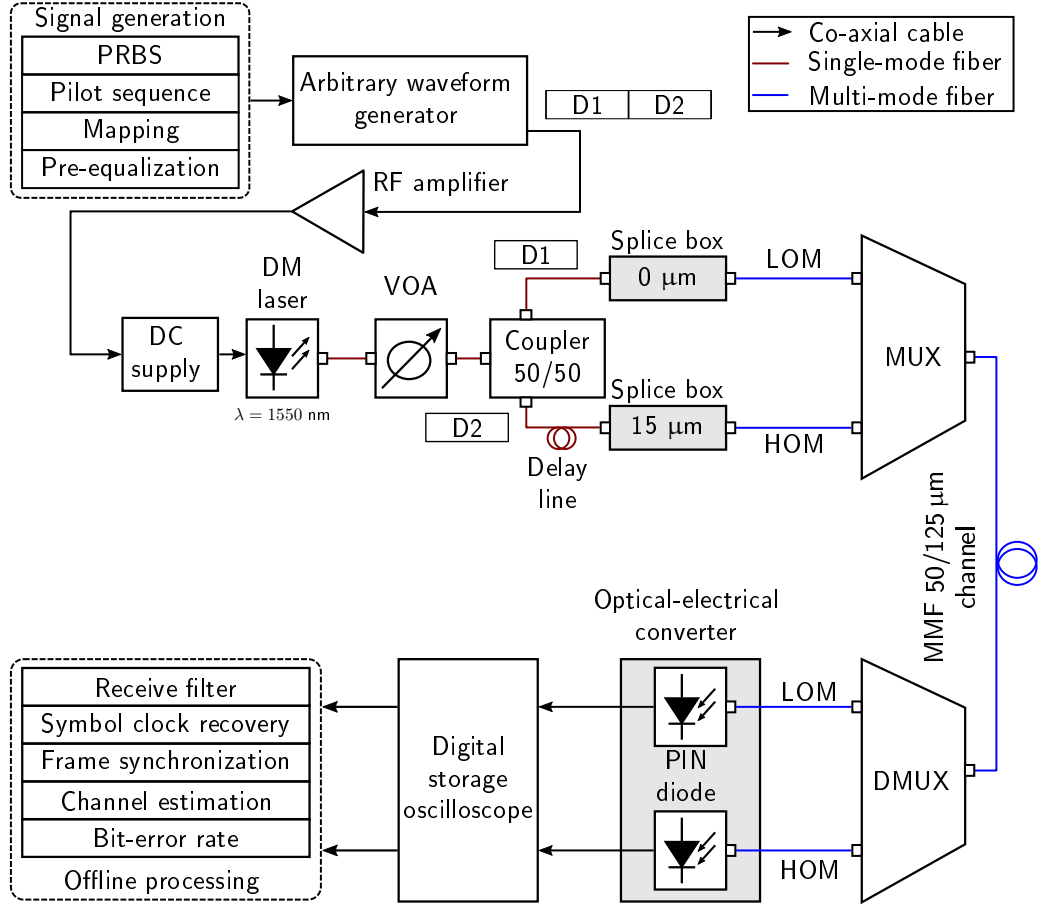 Signal generation
PRBS
Pilot sequence
Mapping
Pre-equalization
Arbitrary waveform
generator
D1
D2
Co-axial cable
Single-mode fiber
Multi-mode fiber
RF amplifier
DC
supply
DM
laser
λ = 1550 nm
VOA
D1
Coupler
50/50
D2
Delay
line
Splice box
0 μm
Splice box
15 μm
LOM
HOM
MUX
MMF 50/125 μm
channel
Optical-electrical
converter
LOM
PIN
diode
HOM
DMUX
Digital
storage
oscilloscope
Receive filter
Symbol clock recovery
Frame synchronization
Channel estimation
Bit-error rate
Offline processing